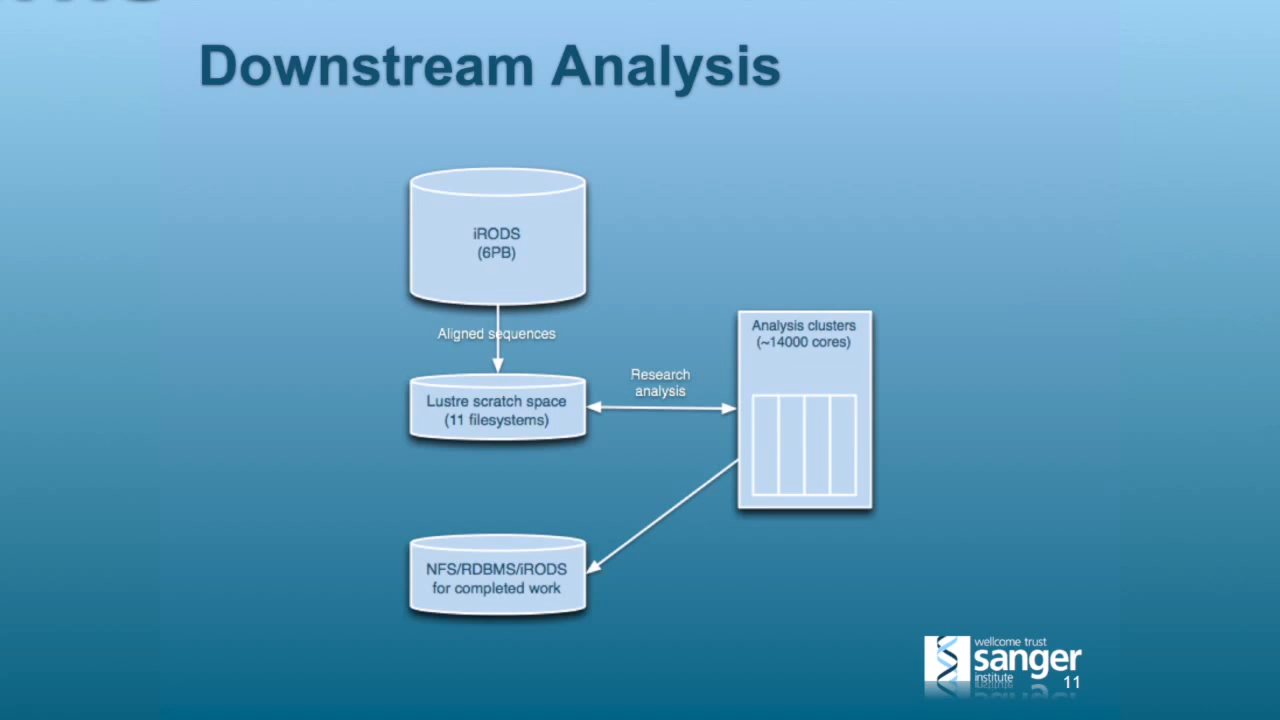 Downstream Analysis
iRODS
(6PB)
Aligned sequences
Analysis clusters
(~14000 cores)
Research
analysis
Lustre scratch space
(11 filesystems)
NFS/RDBMS/iRODS
for completed work
wellcome trust
sanger
institute
11